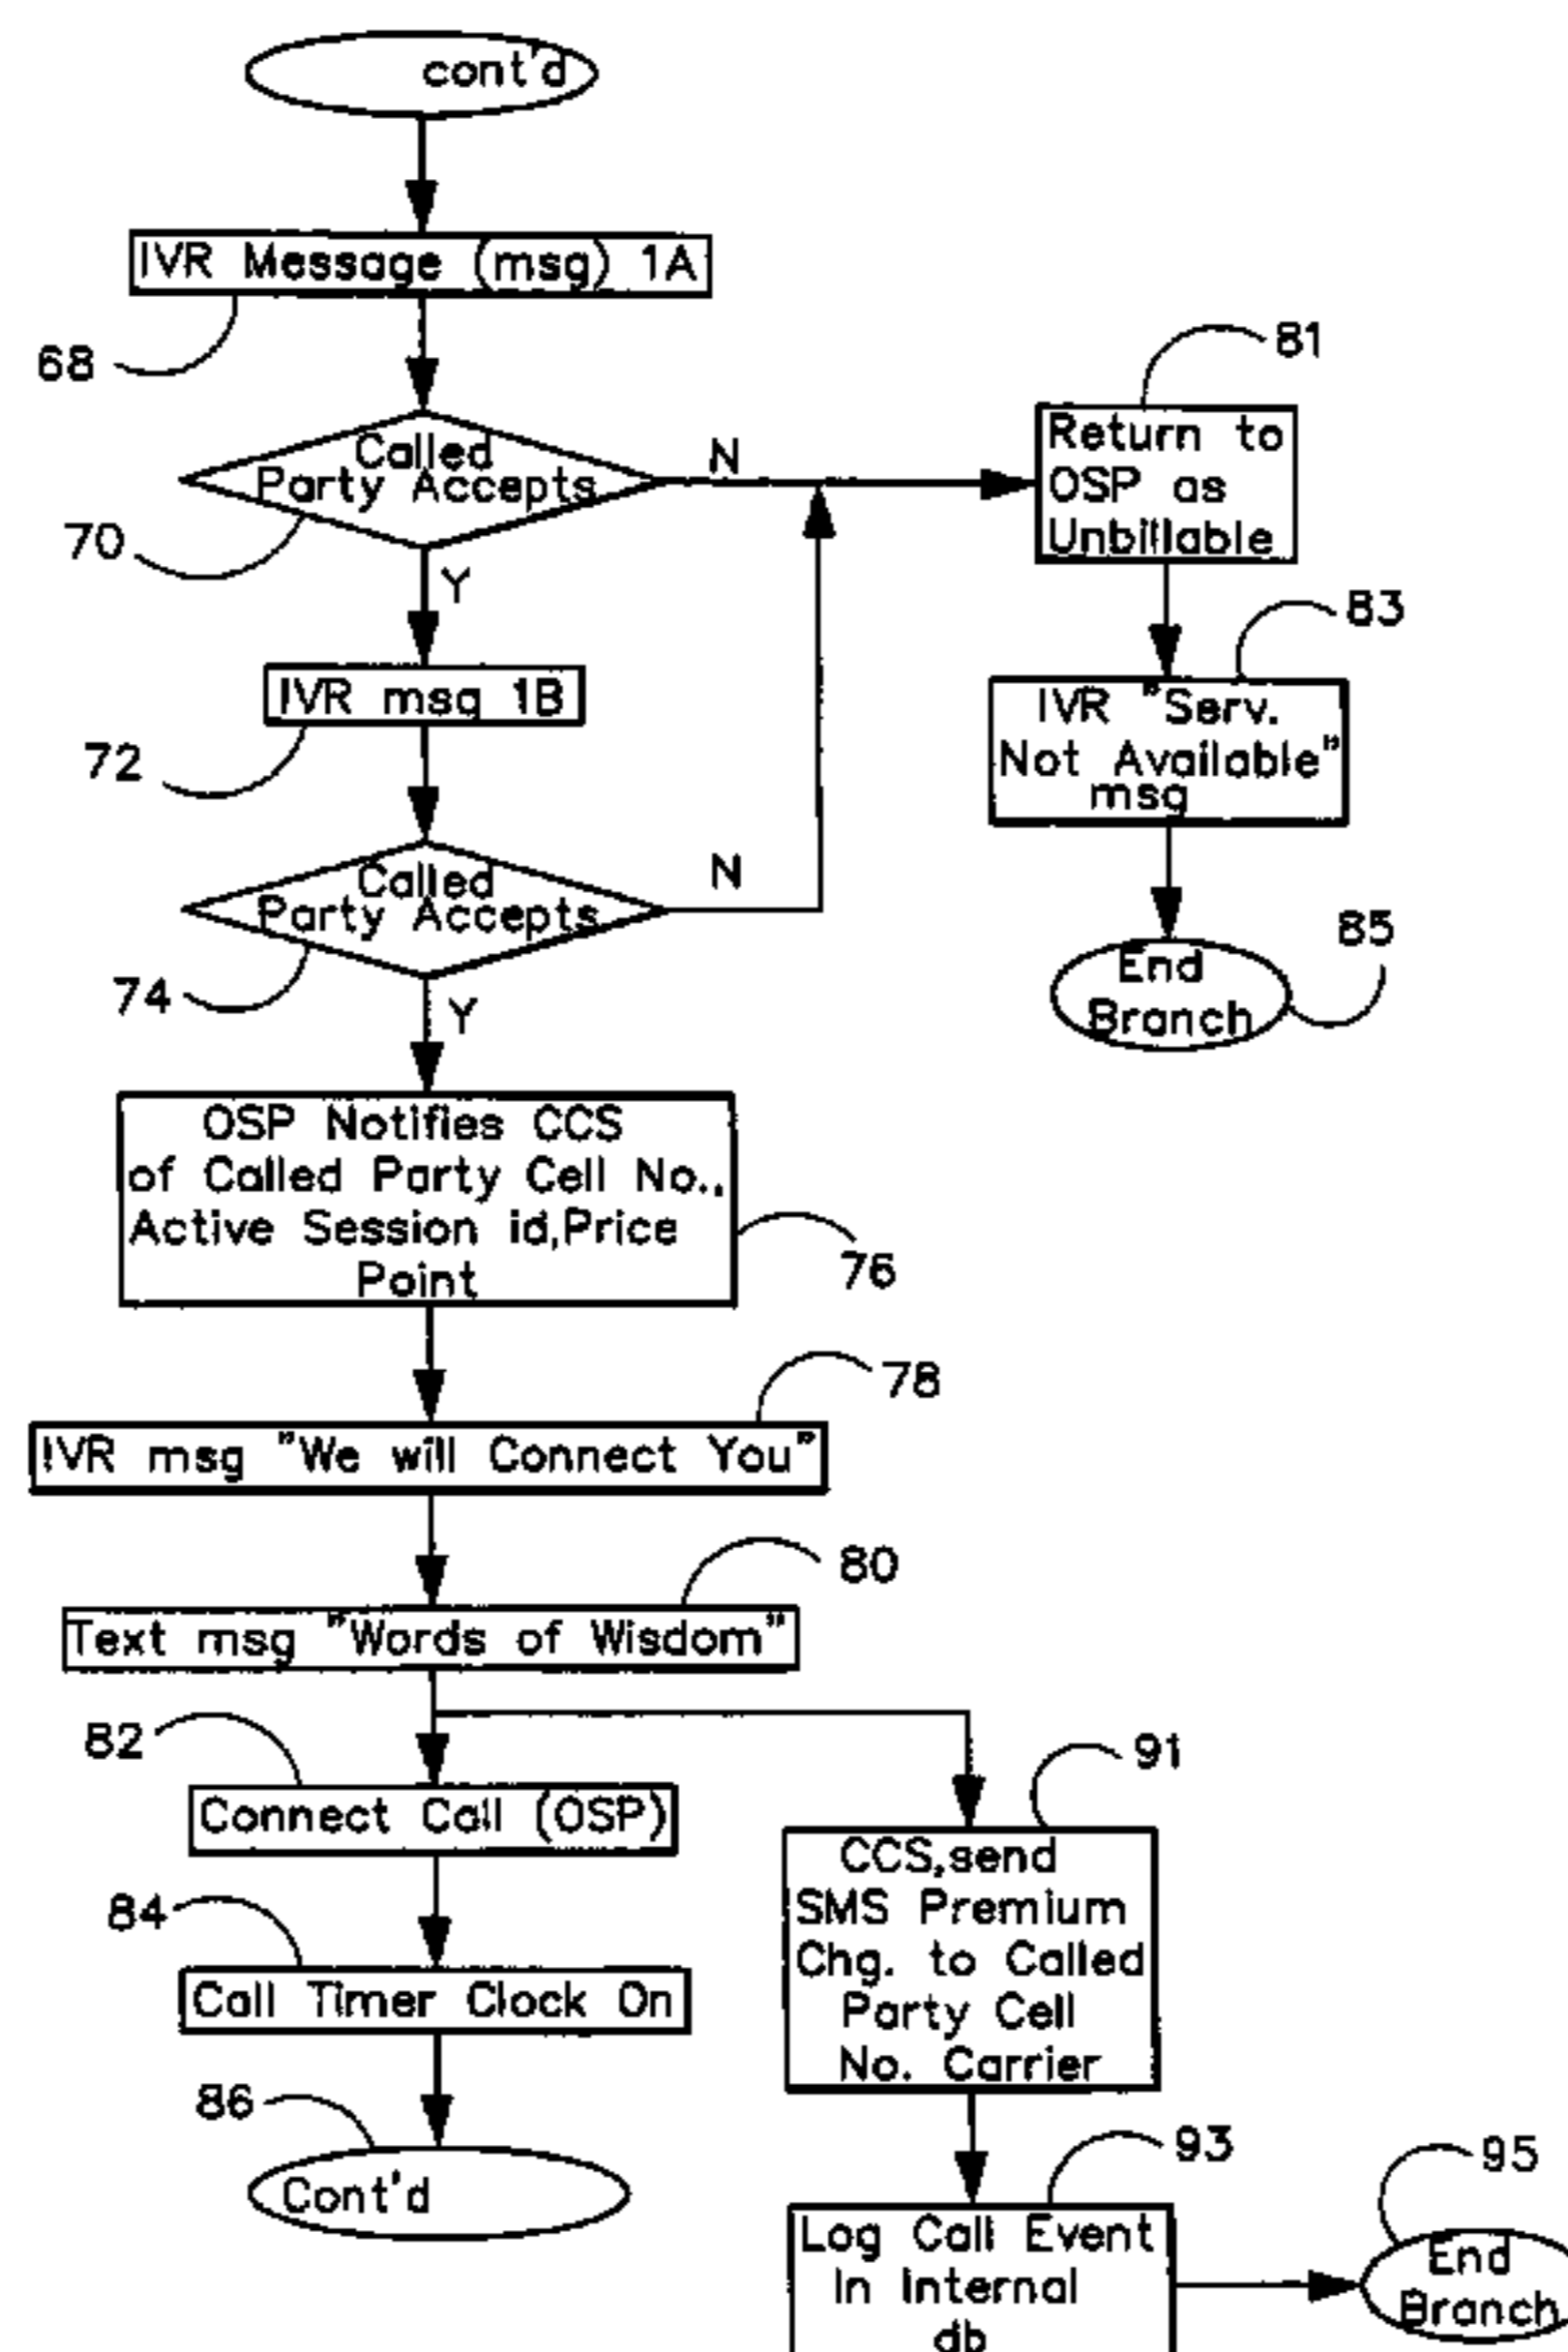 cont'd
IVR Message (msg) 1A
68
81
Called
Party Accepts
N
70
Y
Return to
OSP as
Unbillable
83
IVR msg 1B
72
IVR "Serv.
Not Available"
msg
Called
Party Accepts
N
74
Y
85
End
Branch
OSP Notifies CCS
of Called Party Cell No.,
Active Session id,Price
Point
76
78
IVR msg "We will Connect You"
80
Text msg "Words of Wisdom"
82
Connect Call (OSP)
91
84
Call Timer Clock On
CCS,send
SMS Premium
Chg. to Called
Party Cell
No. Carrier
86
Cont'd
93
95
Log Call Event
In Internal
db
End
Branch